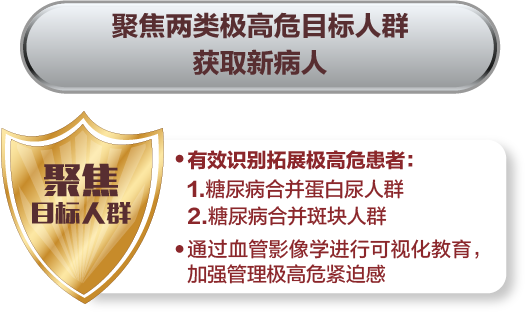 聚焦两类极高危目标人群
获取新病人
聚焦
目标人群
•有效识别拓展极高危患者：
1.糖尿病合并蛋白尿人群
2.糖尿病合并斑块人群
•通过血管影像学进行可视化教育，
加强管理极高危紧迫感